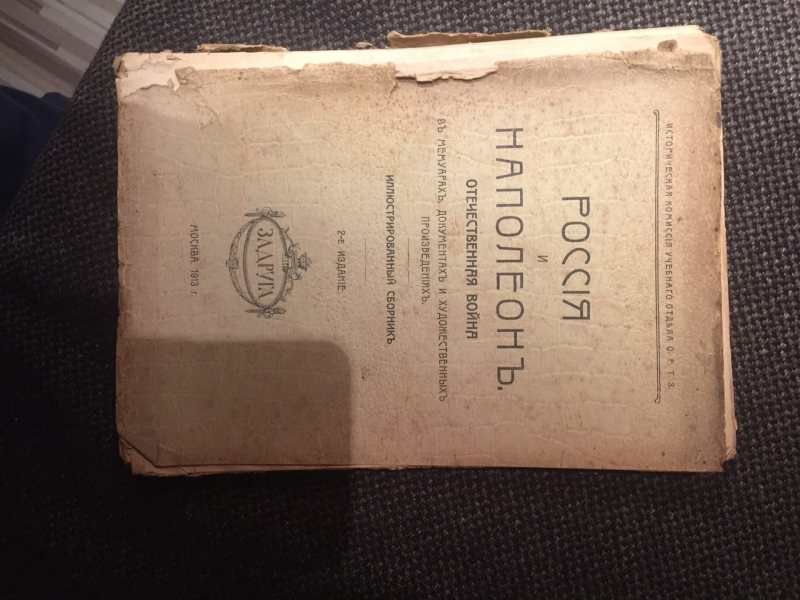 ИСТОРИЧЕСКАЯ КОМИССІЯ УЧЕБНАГО ОТДѢЛА О. Р. Т. З.
РОССІЯ
И
НАПОЛЕОНЪ.
ОТЕЧЕСТВЕННАЯ ВОЙНА
ВЪ МЕМУАРАХЪ, ДОКУМЕНТАХЪ И ХУДОЖЕСТВЕННЫХЪ
ПРОИЗВЕДЕНІЯХЪ.
ИЛЛЮСТРИРОВАННЫЙ СБОРНИКЪ
2-Е ИЗДАНІЕ.
ЗАДРУГА
МОСКВА. 1913 г.